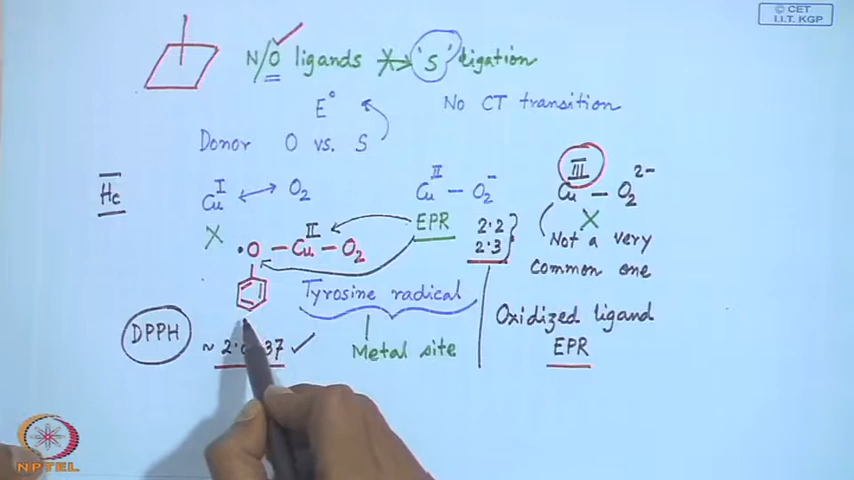 © CET
I.I.T. KGP
N/O ligands 'S' ligation
E° No CT transition
Donor O vs. S
Hc Cu^I ↔ O2 Cu^II – O2^- Cu^III – O2^2-
X EPR 2.2 X
2.3 Not a very
•O – Cu^II – O2 common one
Tyrosine radical Oxidized ligand
DPPH ~ 37 ✓ Metal site EPR
NPTEL